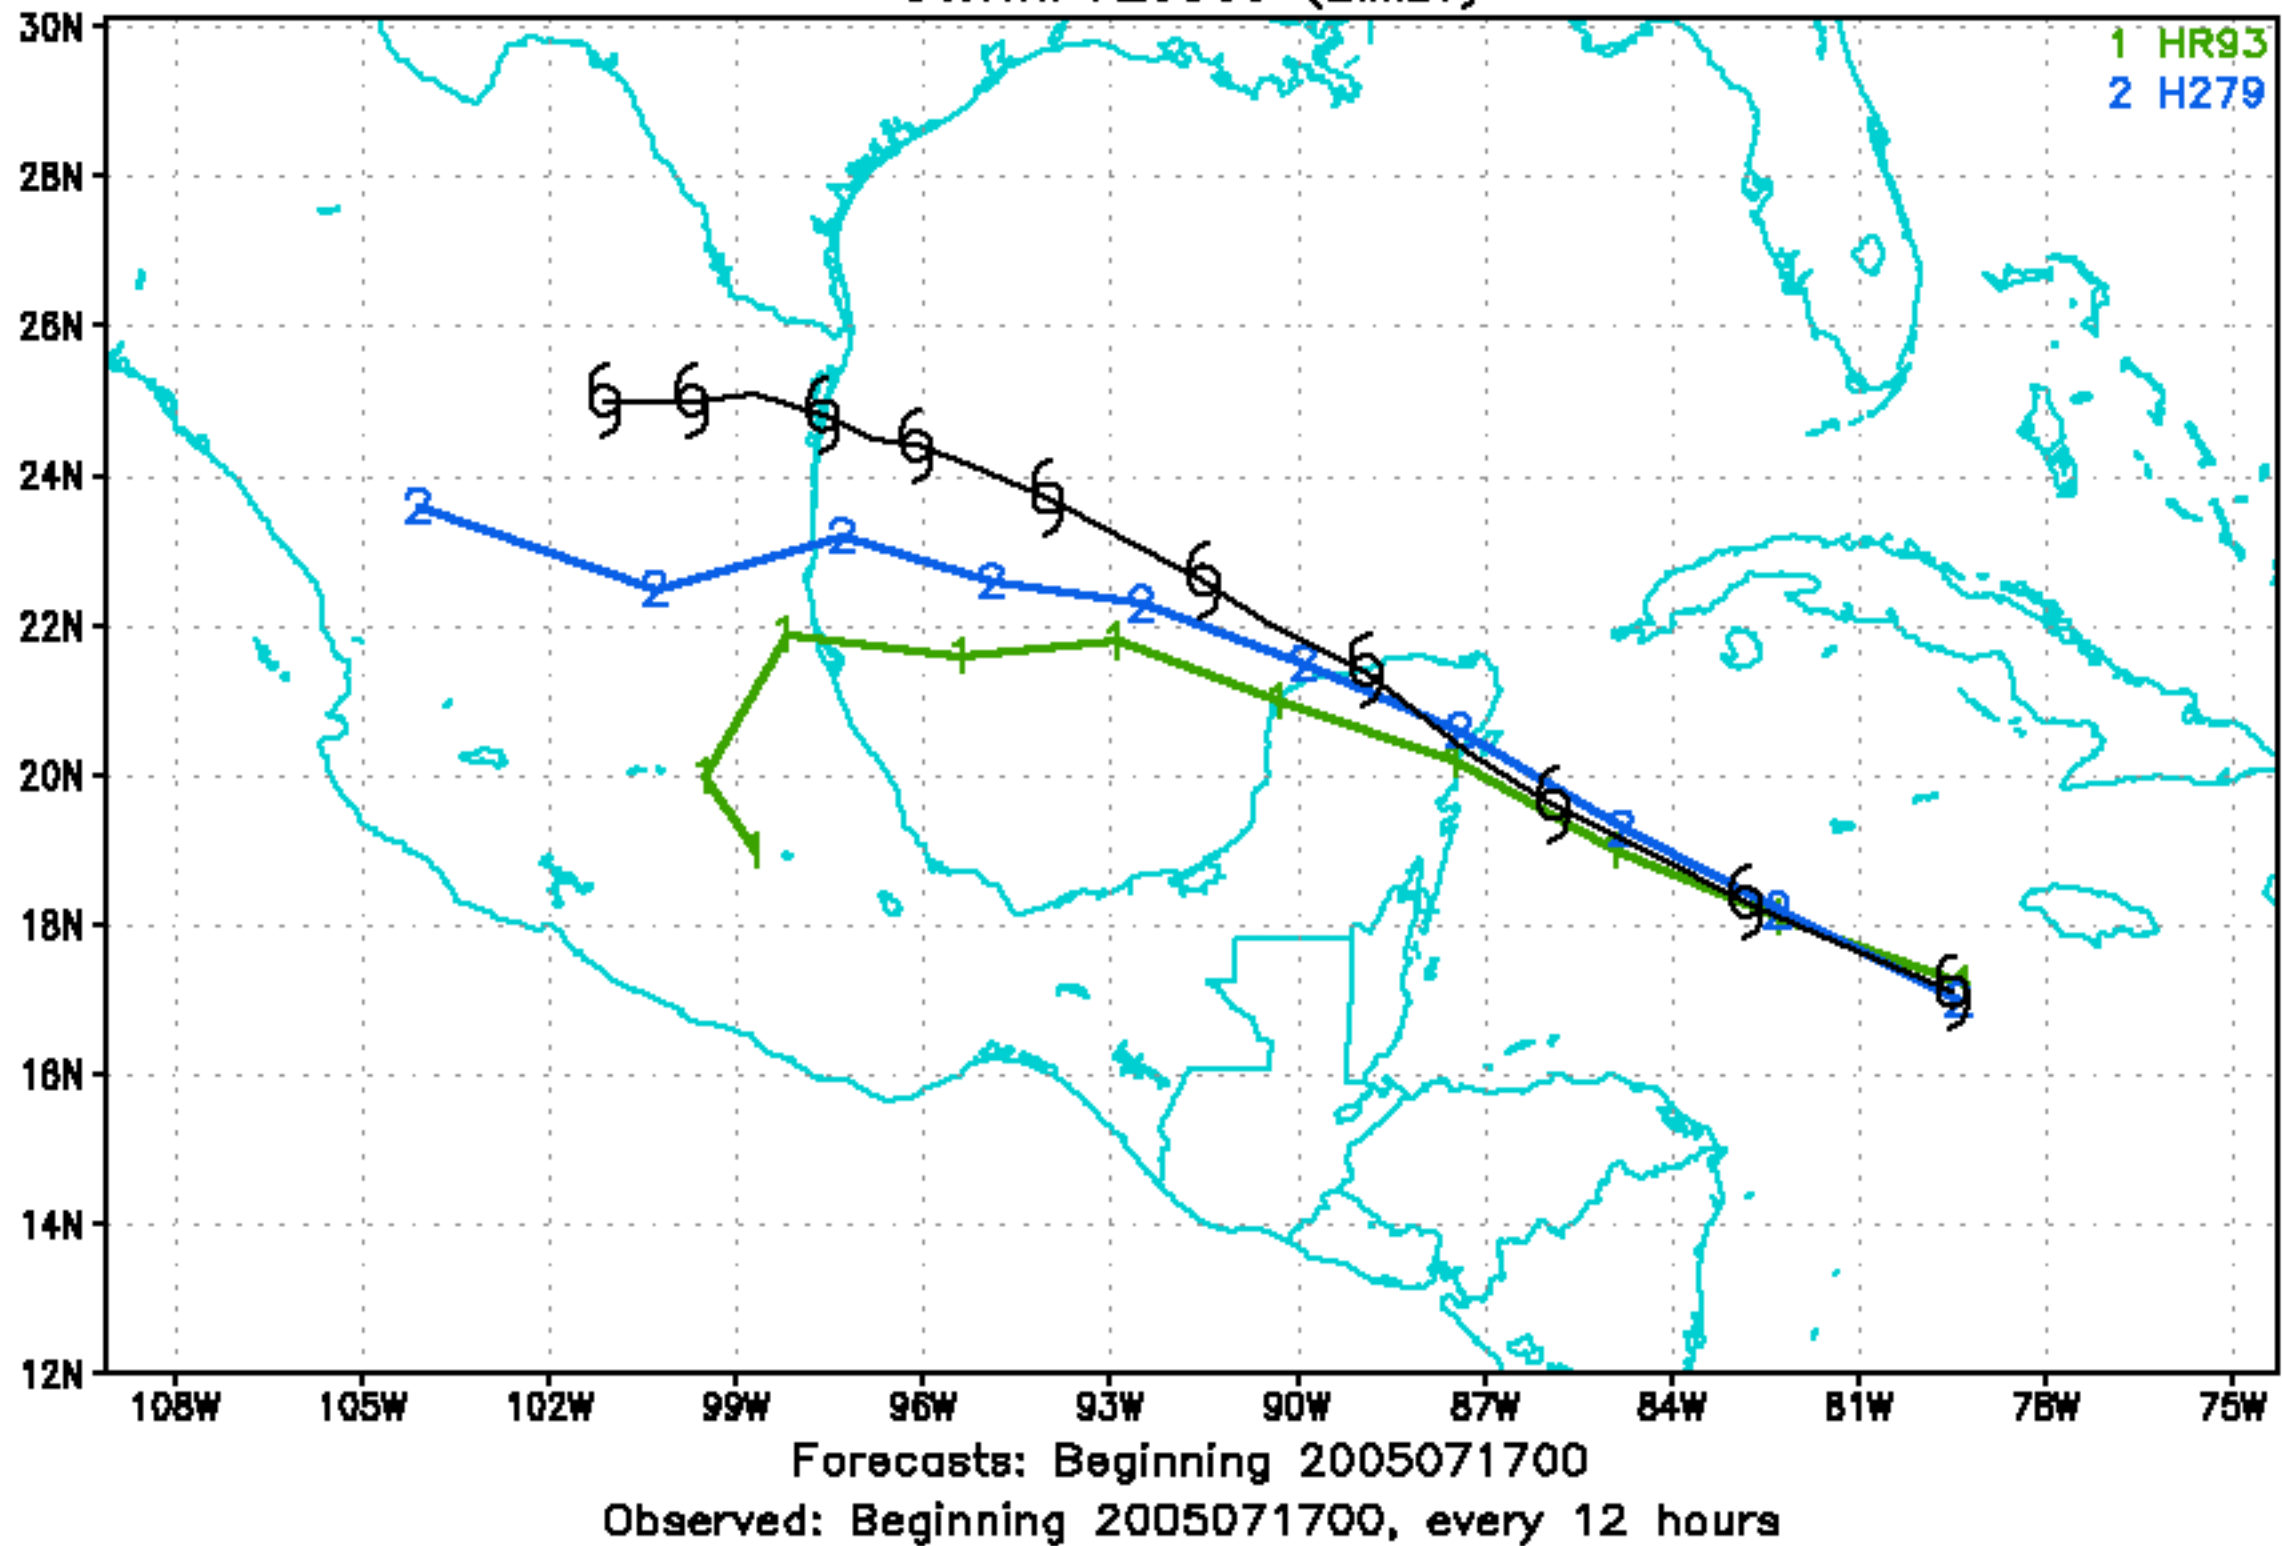 30N
1 HR93
2 H279
28N
26N
24N
22N
20N
18N
16N
14N
12N
108W 105W 102W 99W 96W 93W 90W 87W 84W 81W 78W 75W
Forecasts: Beginning 2005071700
Observed: Beginning 2005071700, every 12 hours